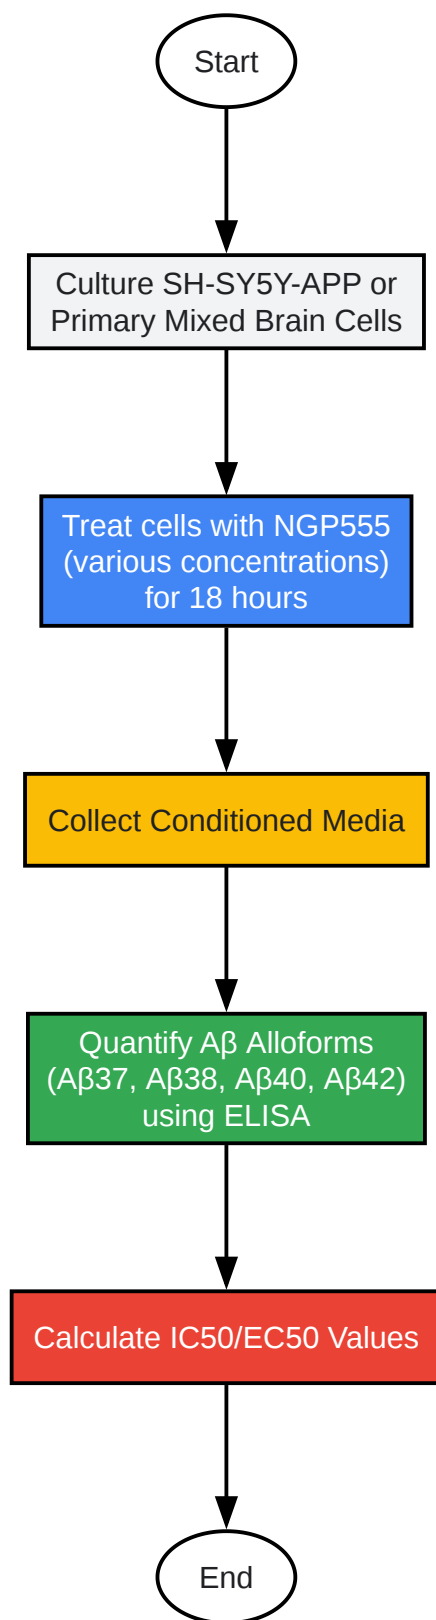 Start
Culture SH-SY5Y-APP or
Primary Mixed Brain Cells
Treat cells with NGP555
(various concentrations)
for 18 hours
Collect Conditioned Media
Quantify Aβ Alloforms
(Aβ37, Aβ38, Aβ40, Aβ42)
using ELISA
Calculate IC50/EC50 Values
End